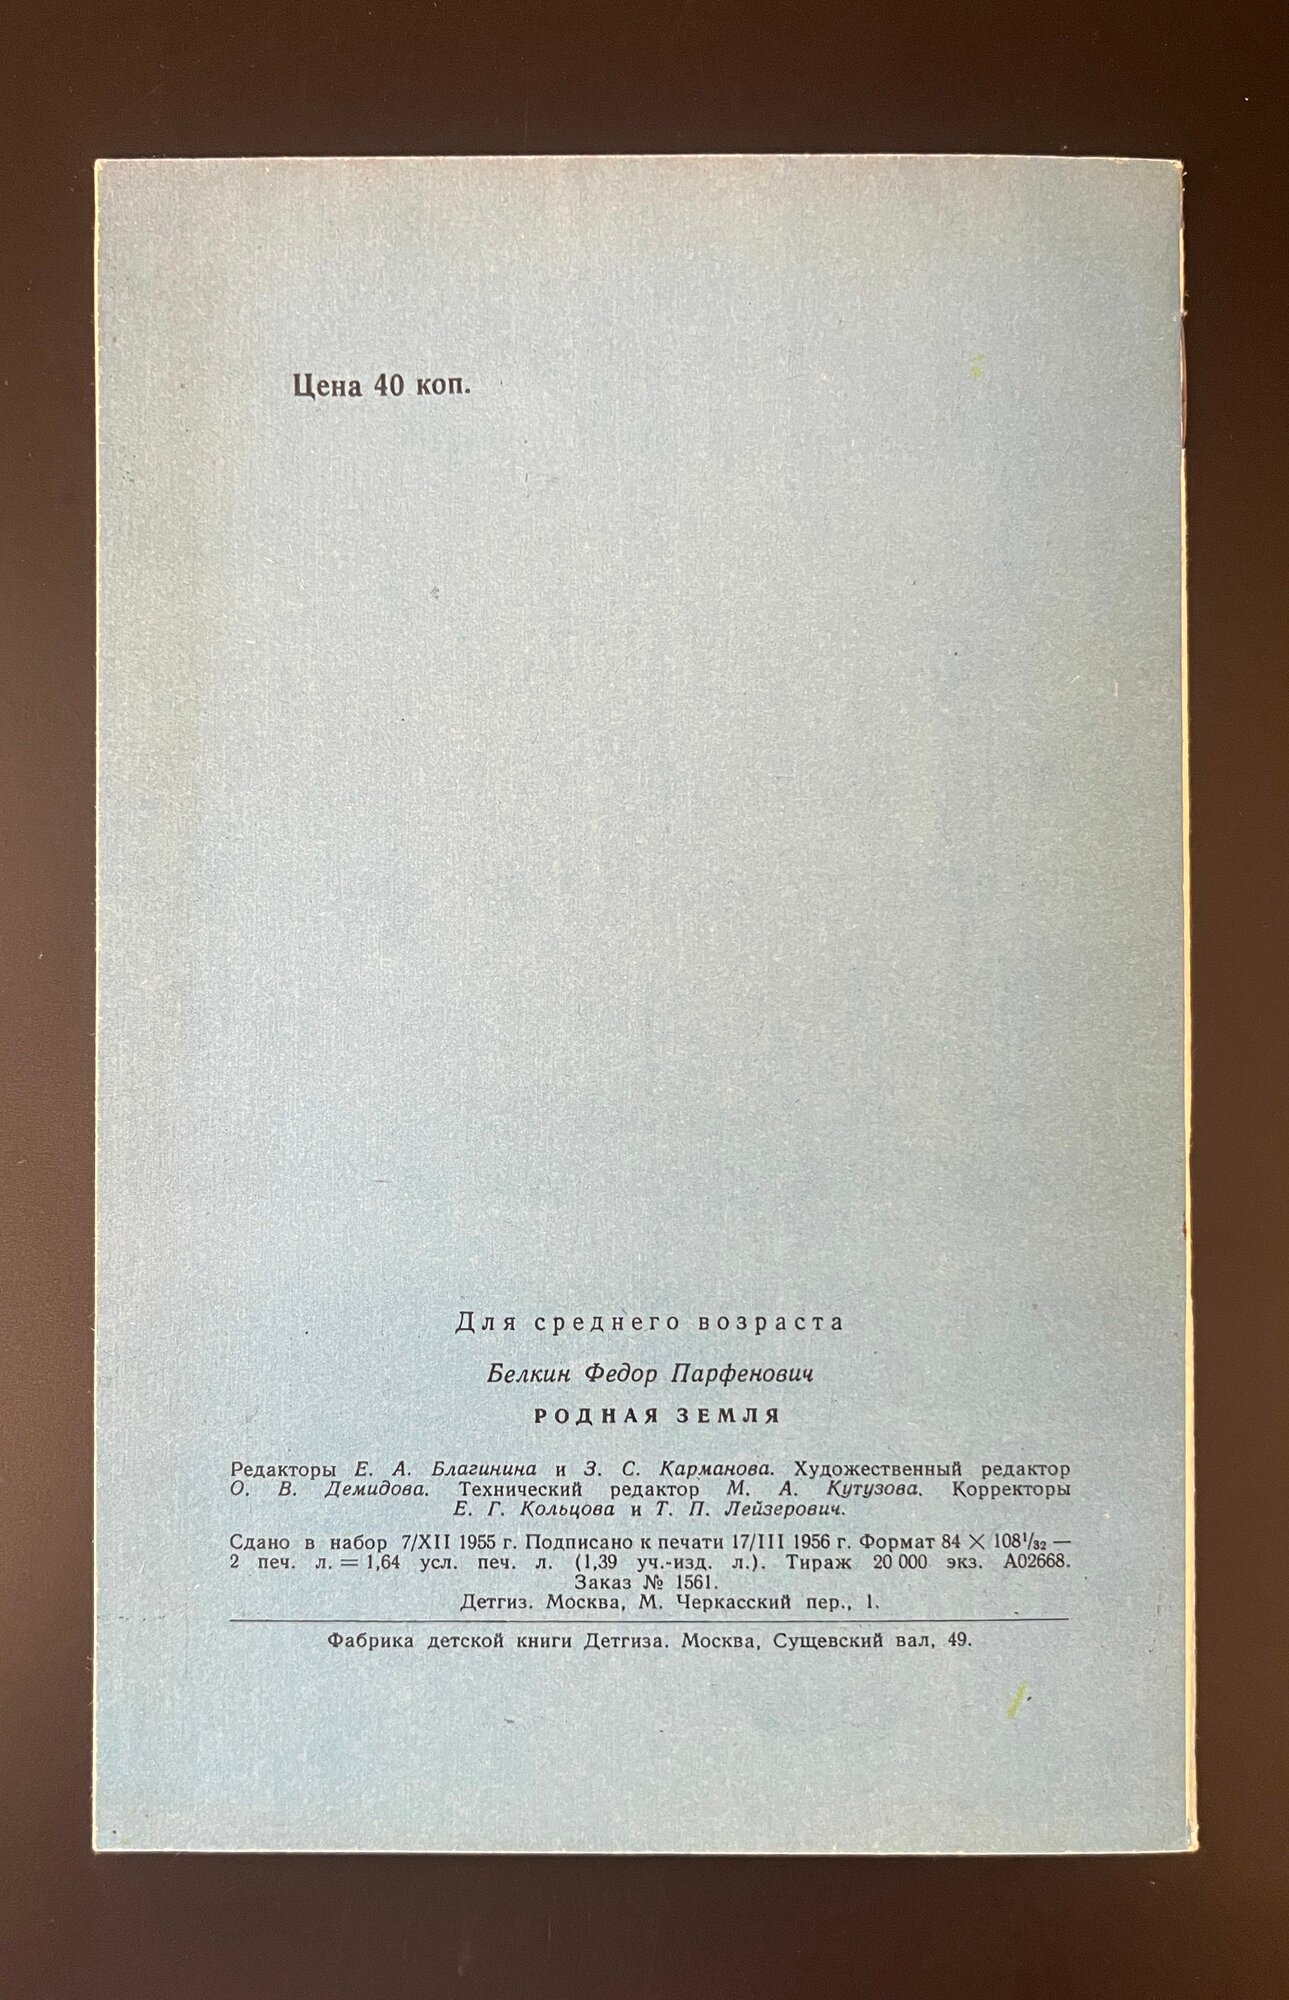 Цена 40 коп.
Для среднего возраста
Белкин Федор Парфенович
РОДНАЯ ЗЕМЛЯ
Редакторы Е. А. Благинина и З. С. Карманова. Художественный редактор
О. В. Демидова. Технический редактор М. А. Кутузова. Корректоры
Е. Г. Кольцова и Т. П. Лейзерович.
Сдано в набор 7/XII 1955 г. Подписано к печати 17/III 1956 г. Формат 84 × 108¹/₃₂ —
2 печ. л. = 1,64 усл. печ. л. (1,39 уч.-изд. л.). Тираж 20 000 экз. А02668.
Заказ № 1561.
Детгиз. Москва, М. Черкасский пер., 1.
Фабрика детской книги Детгиза. Москва, Сущевский вал, 49.